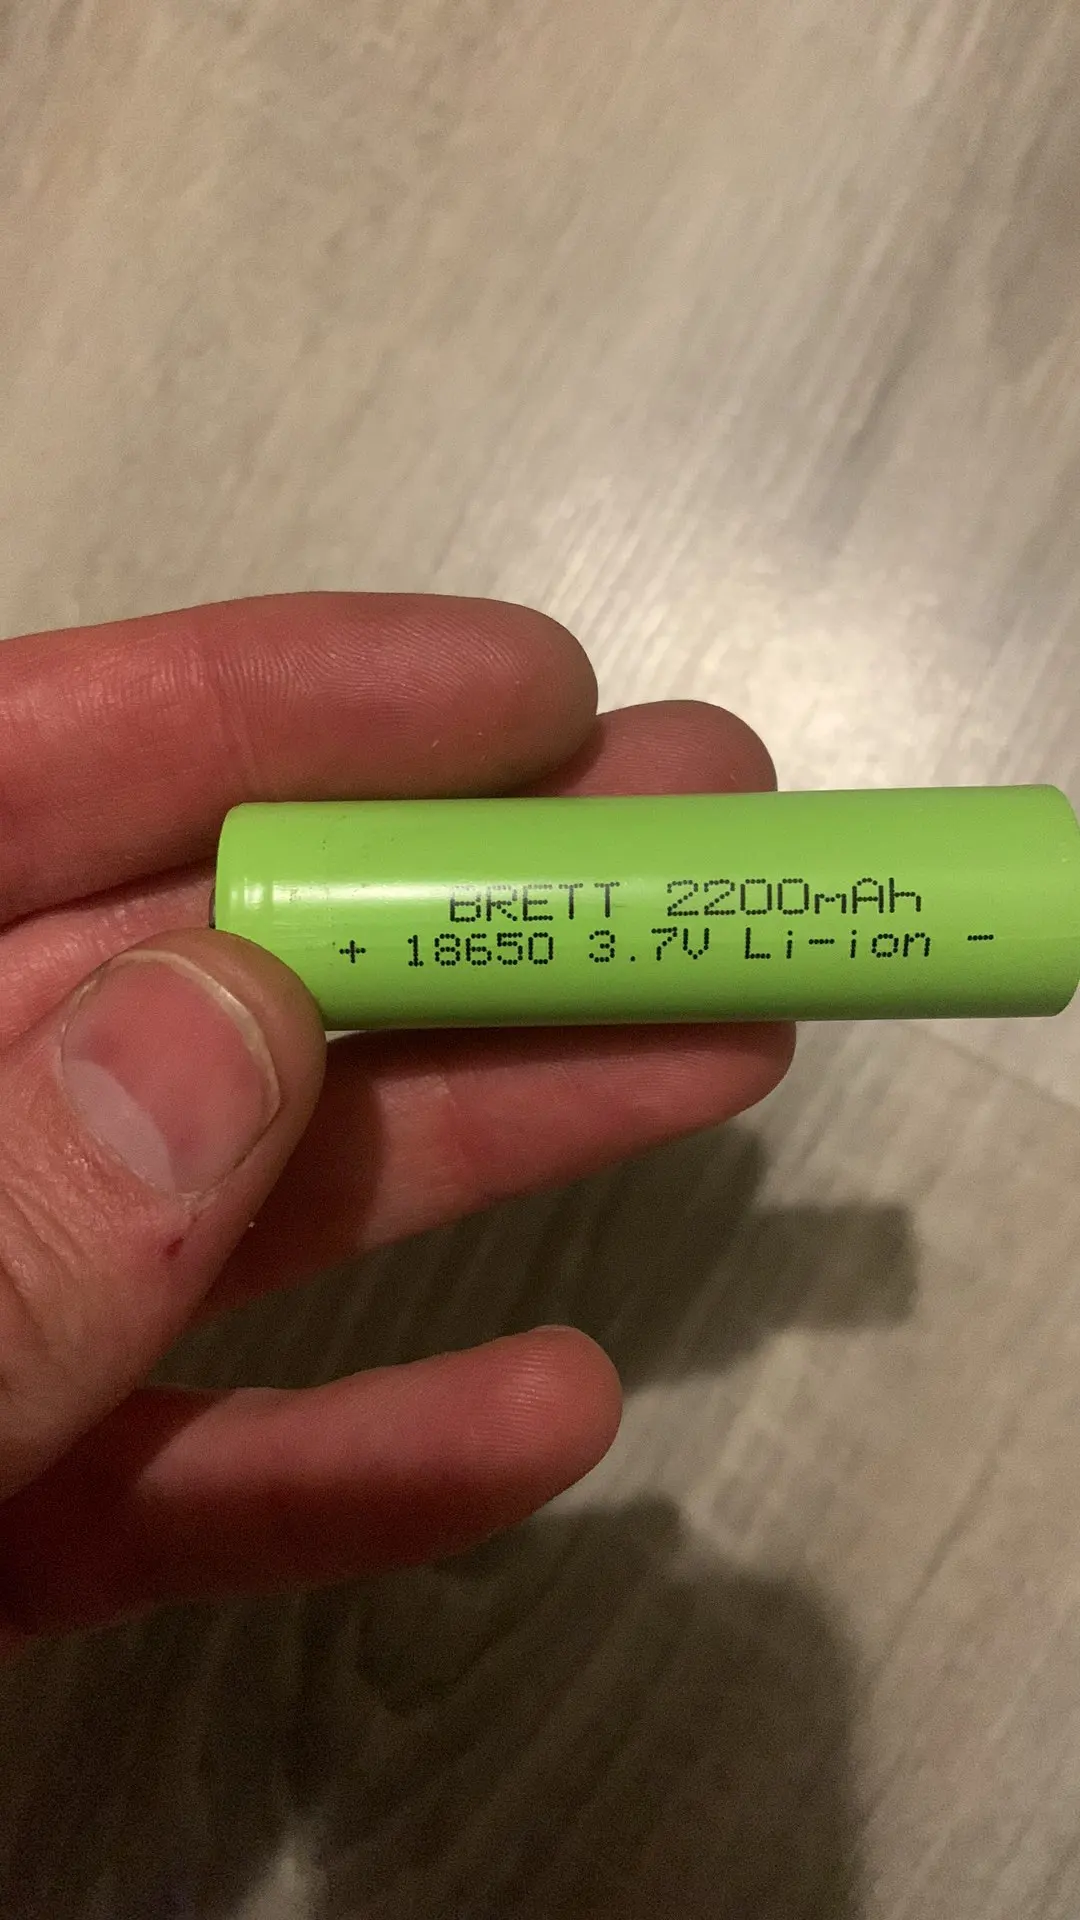 BRETT 2200mAh
+ 18650 3.7V Li-ion -